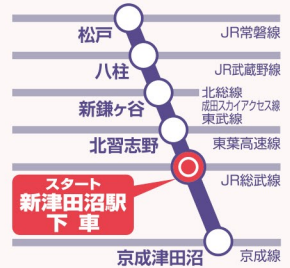 松戸
JR常磐線
八柱
JR武蔵野線
新鎌ヶ谷
北総線
成田スカイアクセス線
東武線
北習志野
東葉高速線
スタート
新津田沼駅
下車
JR総武線
京成津田沼
京成線